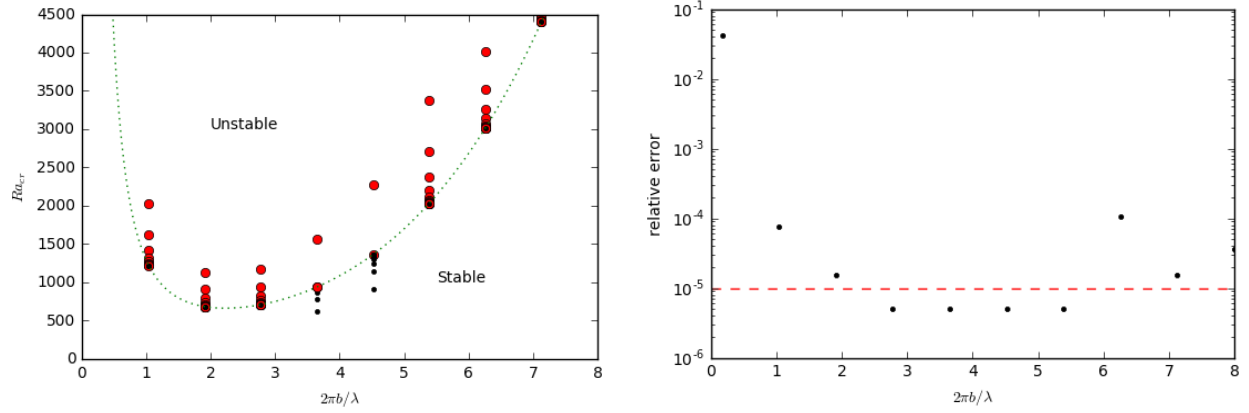 4500
4000
3500
3000
2500
2000
1500
1000
500
0
Ra_cr
Unstable
Stable
0 1 2 3 4 5 6 7 8
2πb/λ
10^-1
10^-2
10^-3
10^-4
10^-5
10^-6
relative error
0 1 2 3 4 5 6 7 8
2πb/λ